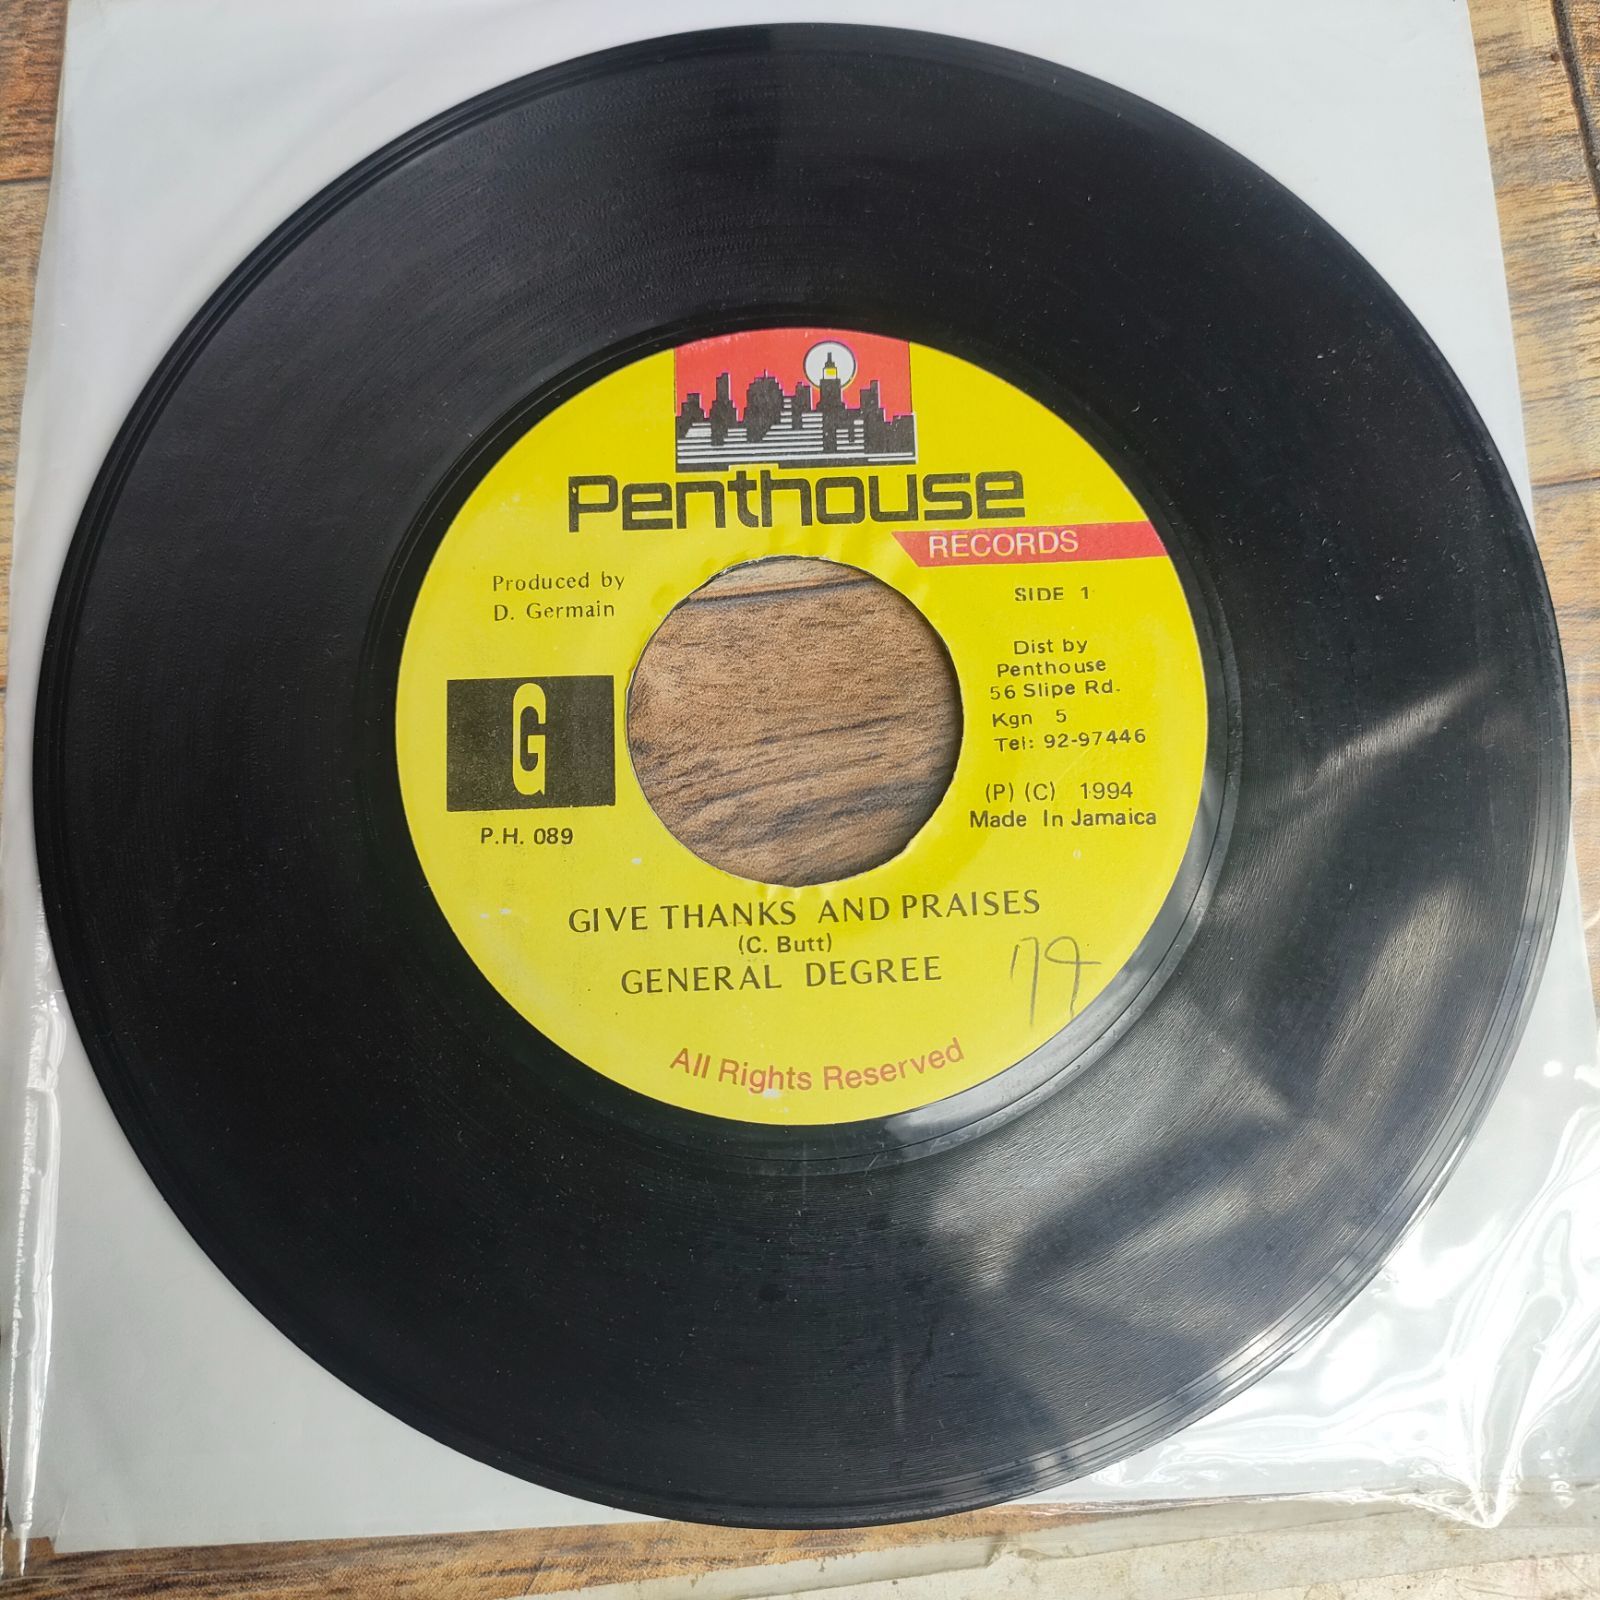 Penthouse
RECORDS
Produced by
D. Germain
SIDE 1
Dist by
Penthouse
56 Slipe Rd.
Kgn 5
Tel: 92-97446
G
P.H. 089
(P) (C) 1994
Made In Jamaica
GIVE THANKS AND PRAISES
(C. Butt)
GENERAL DEGREE
79
All Rights Reserved